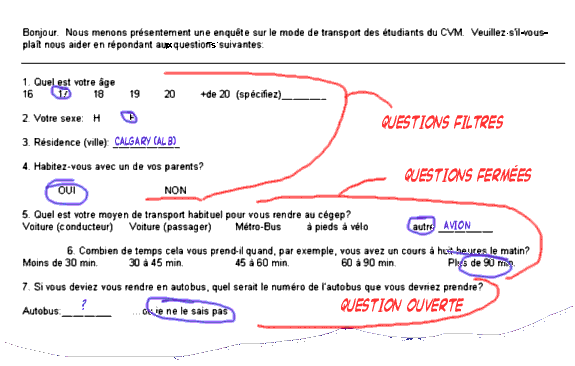 Bonjour. Nous menons présentement une enquête sur le mode de transport des étudiants du CVM. Veuillez-s'il-vous-
plaît nous aider en répondant aux questions suivantes:
1. Quel est votre âge
16 17 18 19 20 +de 20 (spécifiez)________
2. Votre sexe: H F
QUESTIONS FILTRES
3. Résidence (ville): CALGARY (ALB)
4. Habitez-vous avec un de vos parents?
QUESTIONS FERMÉES
OUI NON
5. Quel est votre moyen de transport habituel pour vous rendre au cégep?
Voiture (conducteur) Voiture (passager) Métro-Bus à pieds à vélo autre AVION
6. Combien de temps cela vous prend-il quand, par exemple, vous avez un cours à huit heures le matin?
Moins de 30 min. 30 à 45 min. 45 à 60 min. 60 à 90 min. Plus de 90 min.
7. Si vous deviez vous rendre en autobus, quel serait le numéro de l'autobus que vous devriez prendre?
QUESTION OUVERTE
Autobus:____?____ ... ou je ne le sais pas